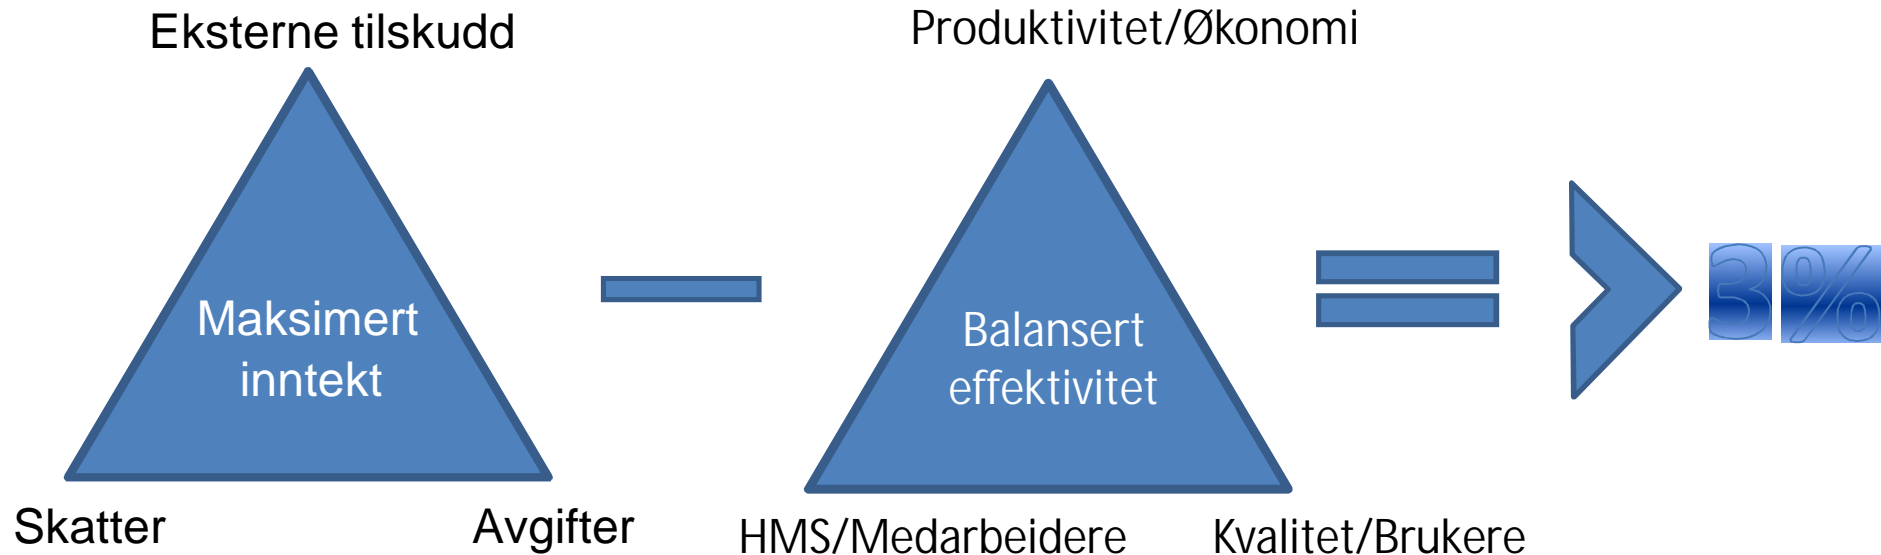 Eksterne tilskudd
Produktivitet/Økonomi
Maksimert
inntekt
Balansert
effektivitet
3%
Skatter
Avgifter
HMS/Medarbeidere
Kvalitet/Brukere